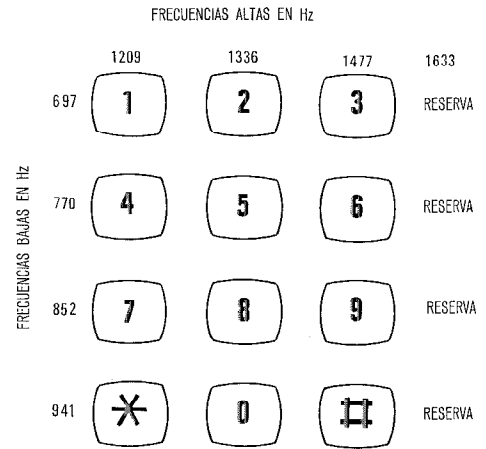 FRECUENCIAS ALTAS EN Hz
1209 1336 1477 1633
697 1 2 3 RESERVA
770 4 5 6 RESERVA
852 7 8 9 RESERVA
941 * 0 # RESERVA
FRECUENCIAS BAJAS EN Hz